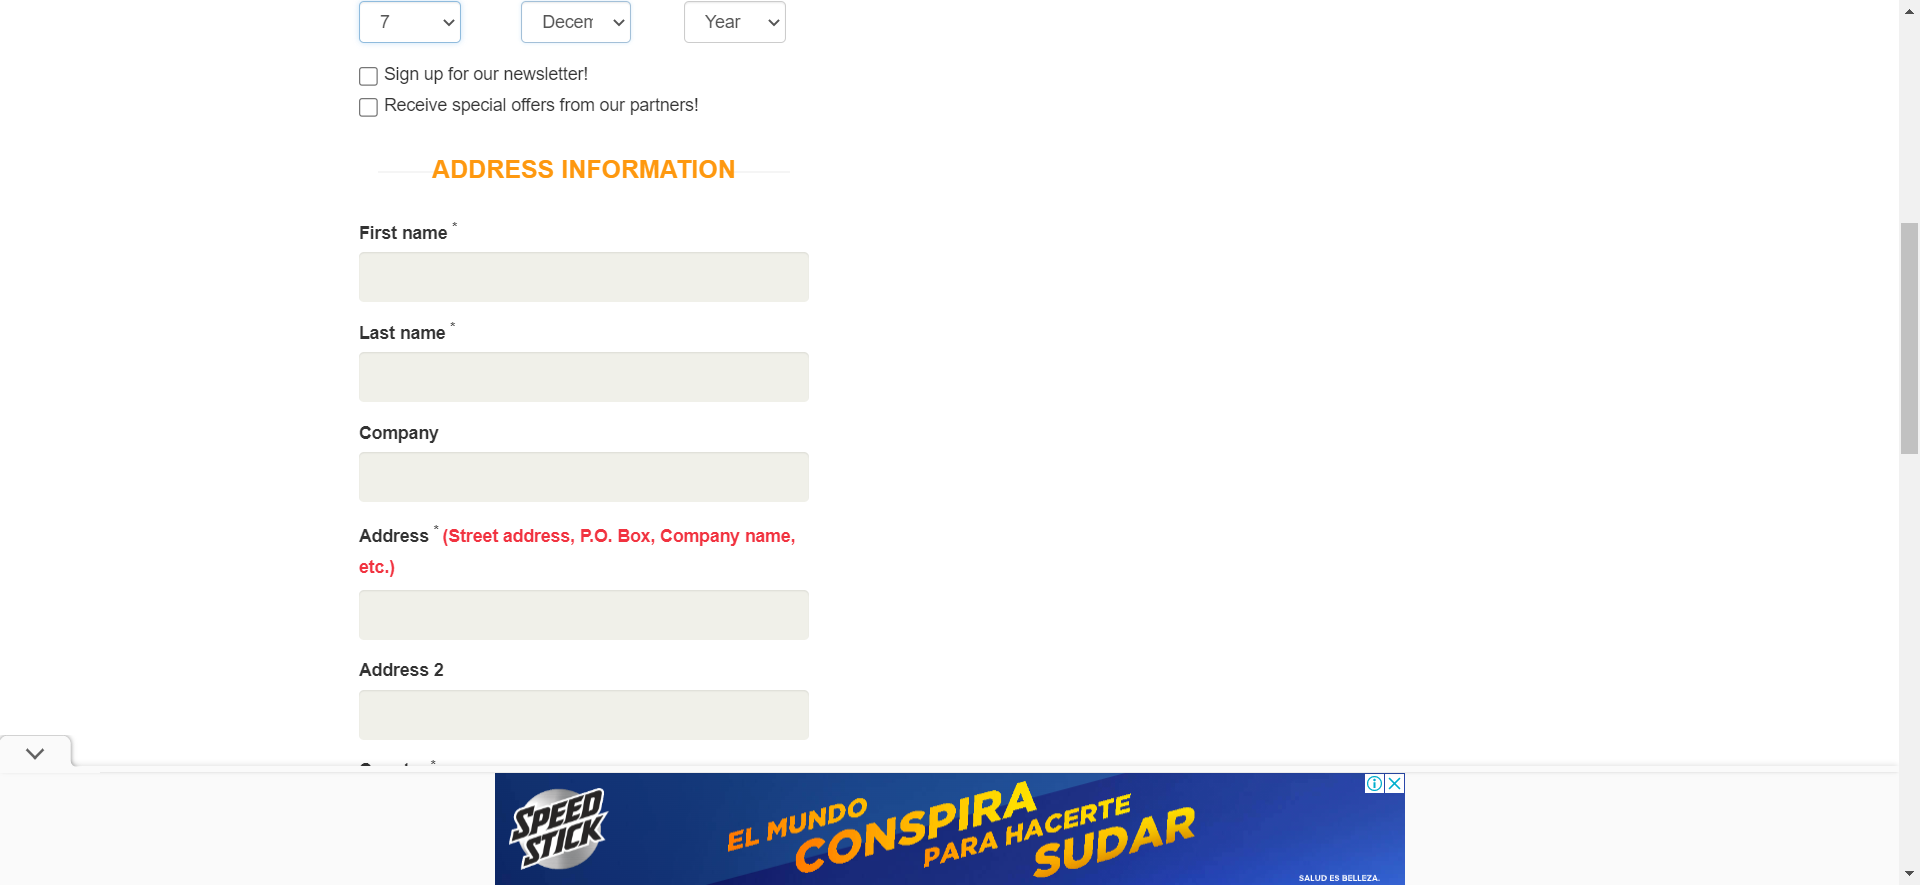 7 Decem Year
Sign up for our newsletter!
Receive special offers from our partners!
ADDRESS INFORMATION
First name *
Last name *
Company
Address * (Street address, P.O. Box, Company name,
etc.)
Address 2
SPEED
STICK
EL MUNDO
CONSPIRA
PARA HACERTE
SUDAR
SALUD ES BELLEZA.